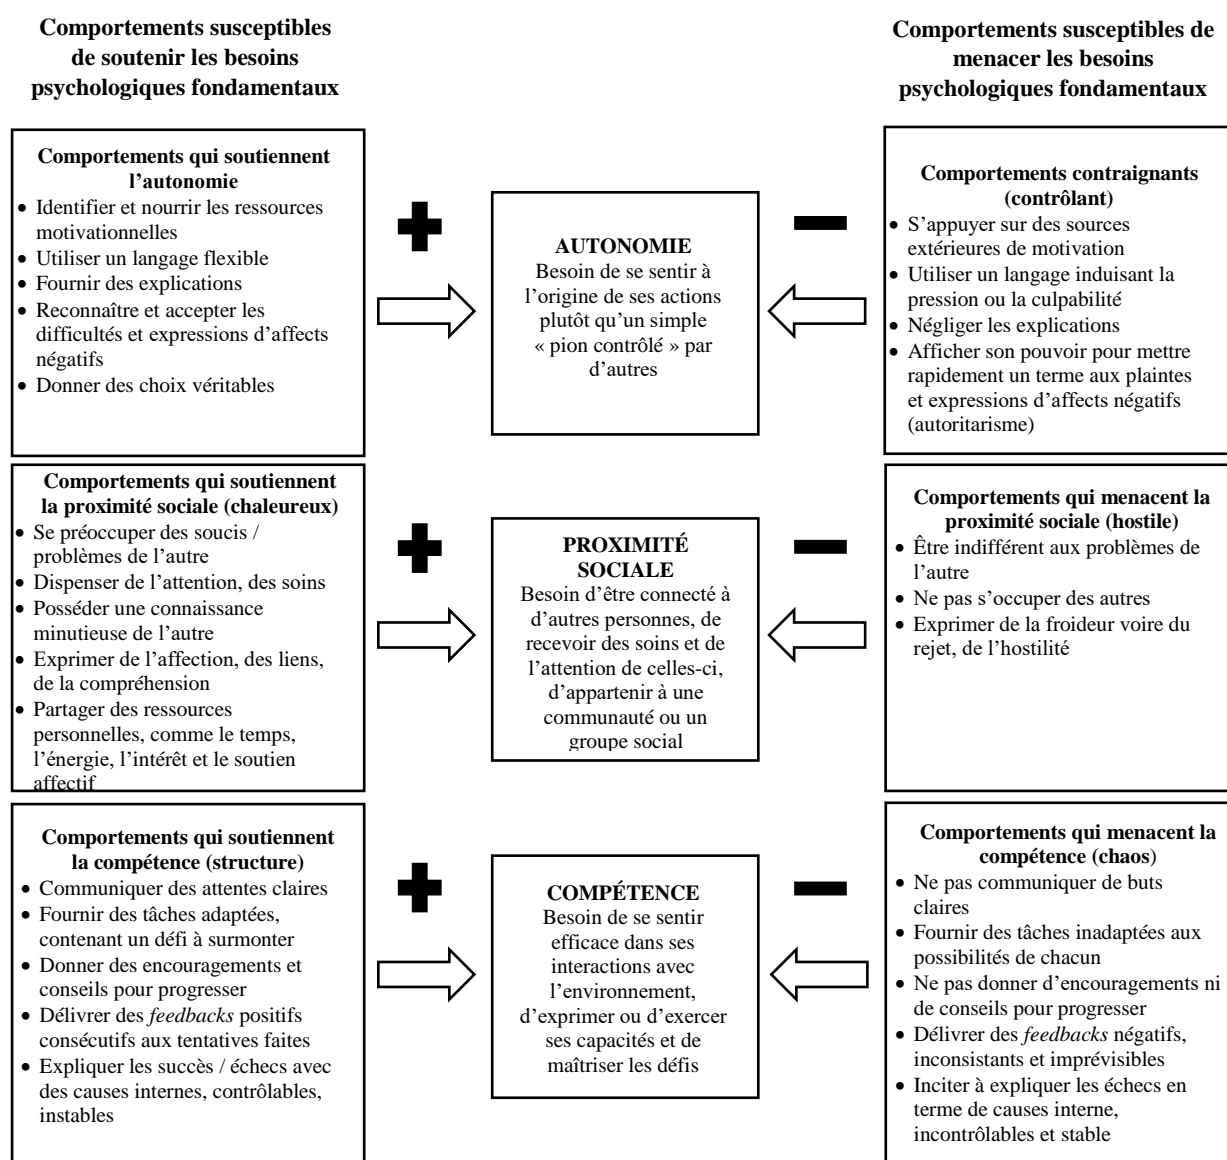 Comportements susceptibles
de soutenir les besoins
psychologiques fondamentaux
Comportements susceptibles de
menacer les besoins
psychologiques fondamentaux
Comportements qui soutiennent
l’autonomie
• Identifier et nourrir les ressources
motivationnelles
• Utiliser un langage flexible
• Fournir des explications
• Reconnaître et accepter les
difficultés et expressions d’affects
négatifs
• Donner des choix véritables
AUTONOMIE
Besoin de se sentir à
l’origine de ses actions
plutôt qu’un simple
« pion contrôlé » par
d’autres
Comportements contraignants
(contrôlant)
• S’appuyer sur des sources
extérieures de motivation
• Utiliser un langage induisant la
pression ou la culpabilité
• Négliger les explications
• Afficher son pouvoir pour mettre
rapidement un terme aux plaintes
et expressions d’affects négatifs
(autoritarisme)
Comportements qui soutiennent
la proximité sociale (chaleureux)
• Se préoccuper des soucis /
problèmes de l’autre
• Dispenser de l’attention, des soins
• Posséder une connaissance
minutieuse de l’autre
• Exprimer de l’affection, des liens,
de la compréhension
• Partager des ressources
personnelles, comme le temps,
l’énergie, l’intérêt et le soutien
affectif
PROXIMITÉ
SOCIALE
Besoin d’être connecté à
d’autres personnes, de
recevoir des soins et de
l’attention de celles-ci,
d’appartenir à une
communauté ou un
groupe social
Comportements qui menacent la
proximité sociale (hostile)
• Être indifférent aux problèmes de
l’autre
• Ne pas s’occuper des autres
• Exprimer de la froideur voire du
rejet, de l’hostilité
Comportements qui soutiennent
la compétence (structure)
• Communiquer des attentes claires
• Fournir des tâches adaptées,
contenant un défi à surmonter
• Donner des encouragements et
conseils pour progresser
• Délivrer des feedbacks positifs
consécutifs aux tentatives faites
• Expliquer les succès / échecs avec
des causes internes, contrôlables,
instables
COMPÉTENCE
Besoin de se sentir
efficace dans ses
interactions avec
l’environnement,
d’exprimer ou d’exercer
ses capacités et de
maîtriser les défis
Comportements qui menacent la
compétence (chaos)
• Ne pas communiquer de buts
claires
• Fournir des tâches inadaptées aux
possibilités de chacun
• Ne pas donner d’encouragements ni
de conseils pour progresser
• Délivrer des feedbacks négatifs,
inconsistants et imprévisibles
• Inciter à expliquer les échecs en
terme de causes interne,
incontrôlables et stable